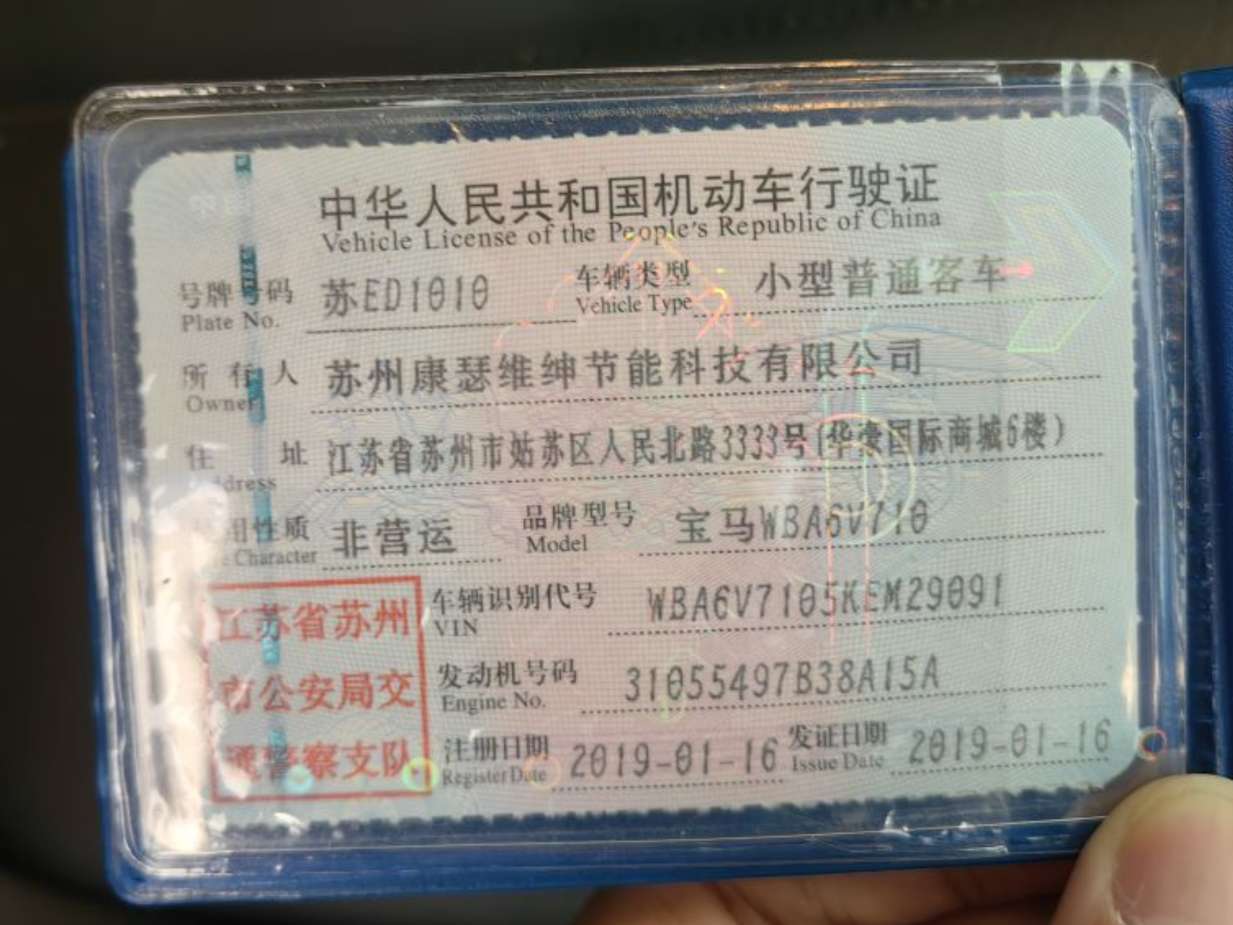 中华人民共和国机动车行驶证
Vehicle License of the People's Republic of China
号牌号码 苏ED1010 车辆类型 小型普通客车
Plate No. Vehicle Type
所有人 苏州康瑟维绅节能科技有限公司
Owner
住址 江苏省苏州市姑苏区人民北路3333号(华豪国际商城6楼)
Address
使用性质 非营运 品牌型号 宝马WBA6V710
Character Model
江苏省苏州
市公安局交
通警察支队
车辆识别代号 WBA6V7105KEM29091
VIN
发动机号码 31055497B38A15A
Engine No.
注册日期 2019-01-16 发证日期 2019-01-16
Register Date Issue Date